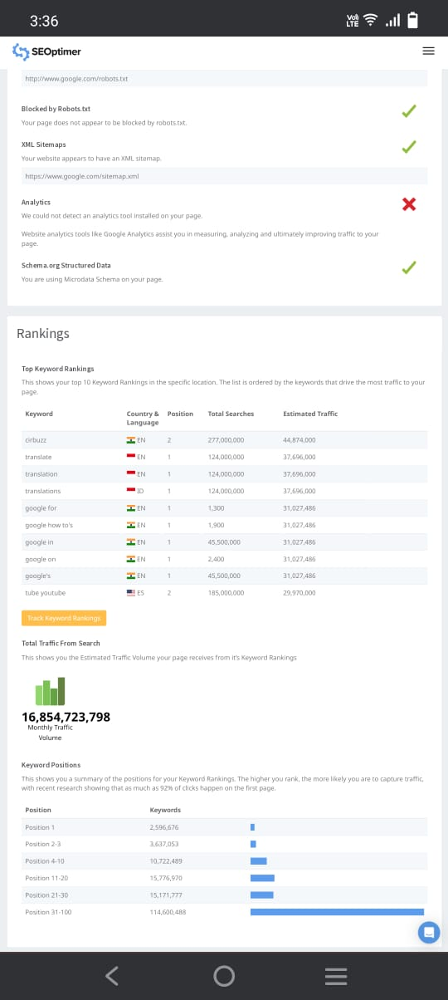 3:36
Vo)) LTE
SEOptimer
http://www.google.com/robots.txt
Blocked by Robots.txt
Your page does not appear to be blocked by robots.txt.
XML Sitemaps
Your website appears to have an XML sitemap.
https://www.google.com/sitemap.xml
Analytics
We could not detect an analytics tool installed on your page.
Website analytics tools like Google Analytics assist you in measuring, analyzing and ultimately improving traffic to your
page.
Schema.org Structured Data
You are using Microdata Schema on your page.
Rankings
Top Keyword Rankings
This shows your top 10 Keyword Rankings in the specific location. The list is ordered by the keywords that drive the most traffic to your
page.
Keyword Country & Language Position Total Searches Estimated Traffic
cirbuzz EN 2 277,000,000 44,874,000
translate EN 1 124,000,000 37,696,000
translation EN 1 124,000,000 37,696,000
translations ID 1 124,000,000 37,696,000
google for EN 1 1,300 31,027,486
google how to's EN 1 1,900 31,027,486
google in EN 1 45,500,000 31,027,486
google on EN 1 2,400 31,027,486
google's EN 1 45,500,000 31,027,486
tube youtube ES 2 185,000,000 29,970,000
Track Keyword Rankings
Total Traffic From Search
This shows you the Estimated Traffic Volume your page receives from it's Keyword Rankings
16,854,723,798
Monthly Traffic
Volume
Keyword Positions
This shows you a summary of the positions for your Keyword Rankings. The higher you rank, the more likely you are to capture traffic,
with recent research showing that as much as 92% of clicks happen on the first page.
Position Keywords
Position 1 2,596,676
Position 2-3 3,637,053
Position 4-10 10,722,489
Position 11-20 15,776,970
Position 21-30 15,171,777
Position 31-100 114,600,488